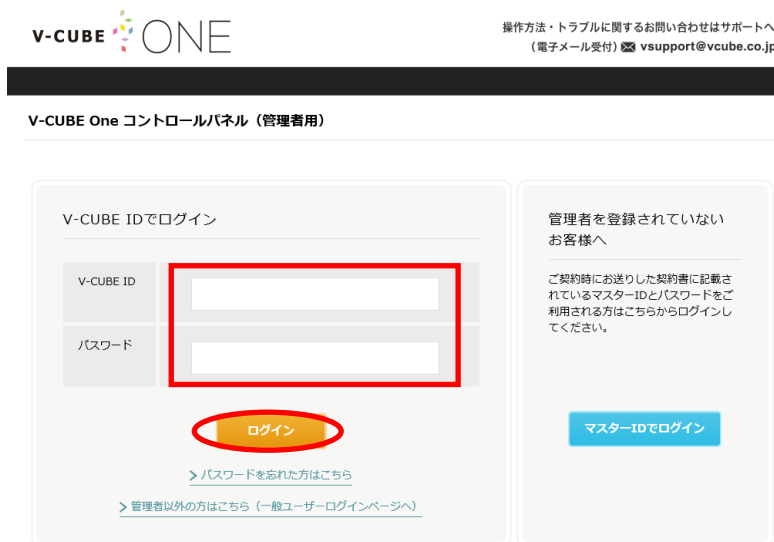 V-CUBE ONE
操作方法・トラブルに関するお問い合わせはサポートへ
（電子メール受付） vsupport@vcube.co.jp
V-CUBE One コントロールパネル（管理者用）
V-CUBE IDでログイン
V-CUBE ID
パスワード
ログイン
パスワードを忘れた方はこちら
管理者以外の方はこちら（一般ユーザーログインページへ）
管理者を登録されていない
お客様へ
ご契約時にお送りした契約書に記載さ
れているマスターIDとパスワードをご
利用される方はこちらからログインし
てください。
マスターIDでログイン